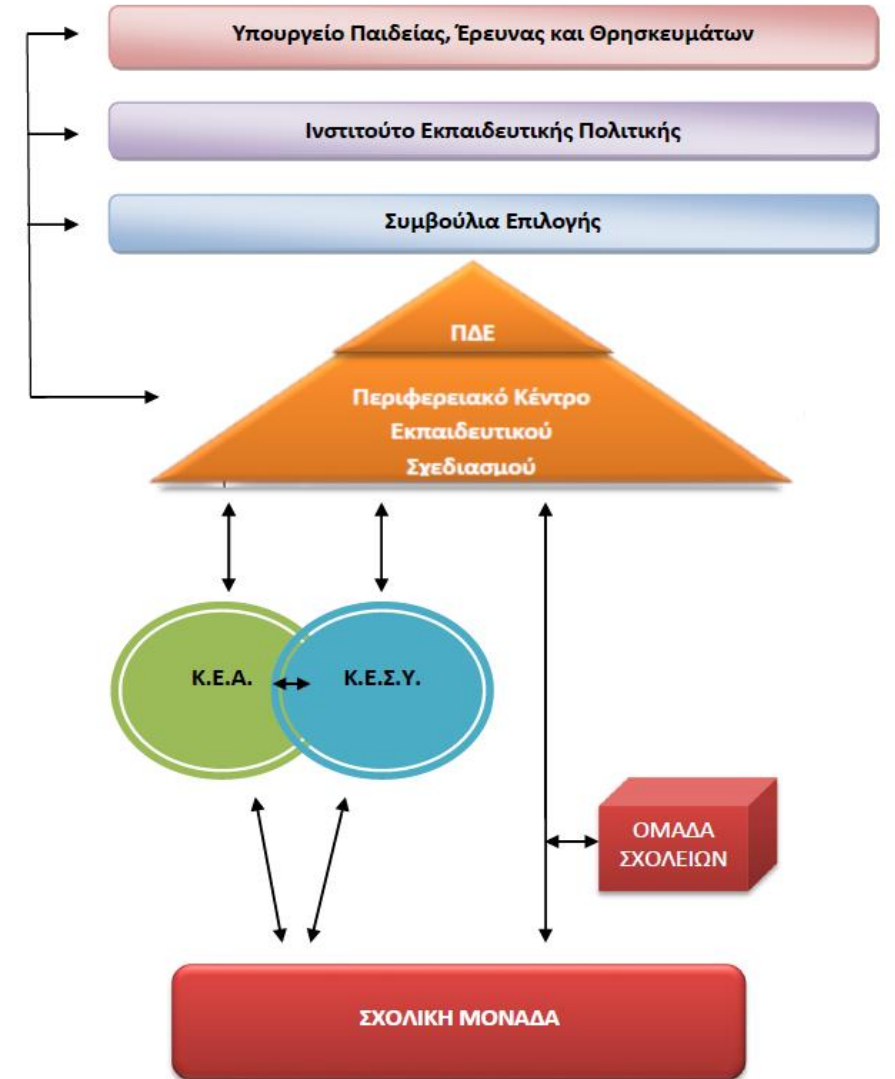 Υπουργείο Παιδείας, Έρευνας και Θρησκευμάτων
Ινστιτούτο Εκπαιδευτικής Πολιτικής
Συμβούλια Επιλογής
ΠΔΕ
Περιφερειακό Κέντρο
Εκπαιδευτικού
Σχεδιασμού
Κ.Ε.Α.
Κ.Ε.Σ.Υ.
ΟΜΑΔΑ
ΣΧΟΛΕΙΩΝ
ΣΧΟΛΙΚΗ ΜΟΝΑΔΑ